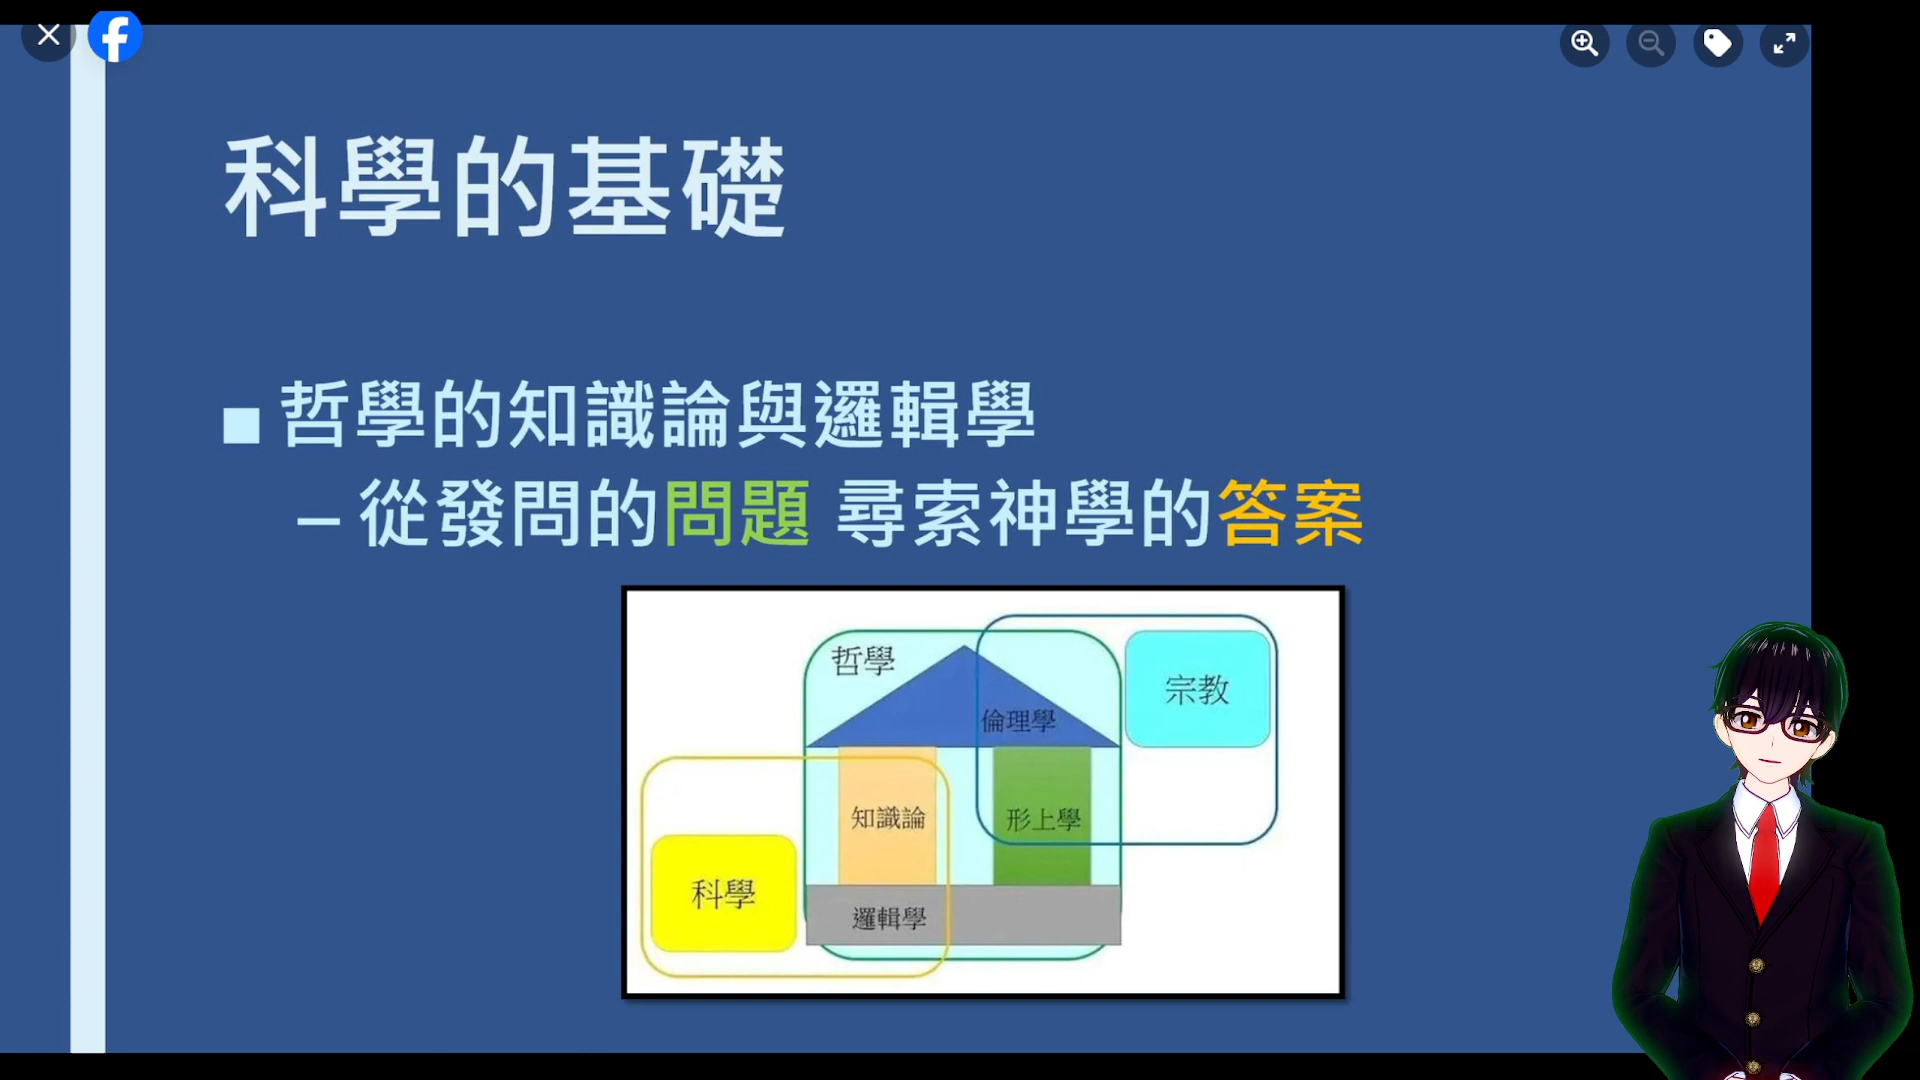 科學的基礎
哲學的知識論與邏輯學
– 從發問的問題 尋索神學的答案
哲學
宗教
倫理學
知識論
形上學
科學
邏輯學